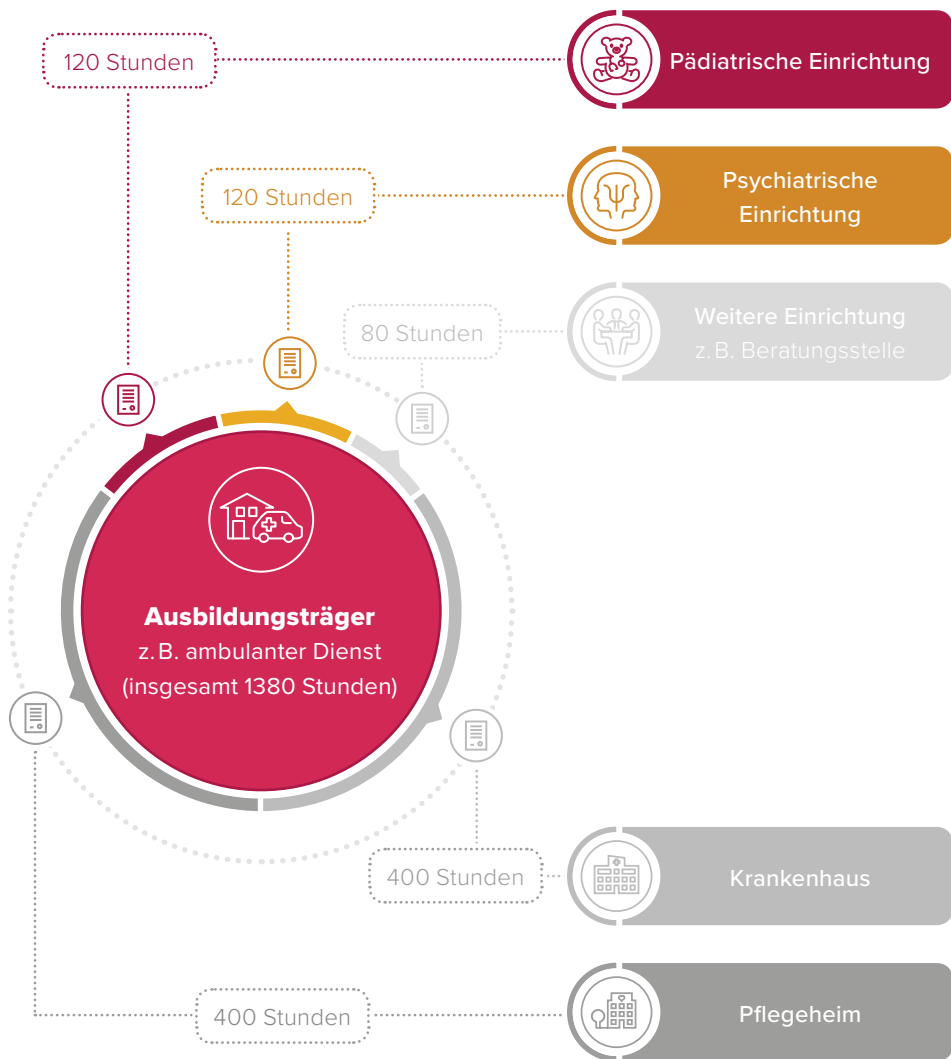 120 Stunden
Pädiatrische Einrichtung
120 Stunden
Psychiatrische
Einrichtung
80 Stunden
Weitere Einrichtung
z. B. Beratungsstelle
Ausbildungsträger
z. B. ambulanter Dienst
(insgesamt 1380 Stunden)
400 Stunden
Krankenhaus
400 Stunden
Pflegeheim